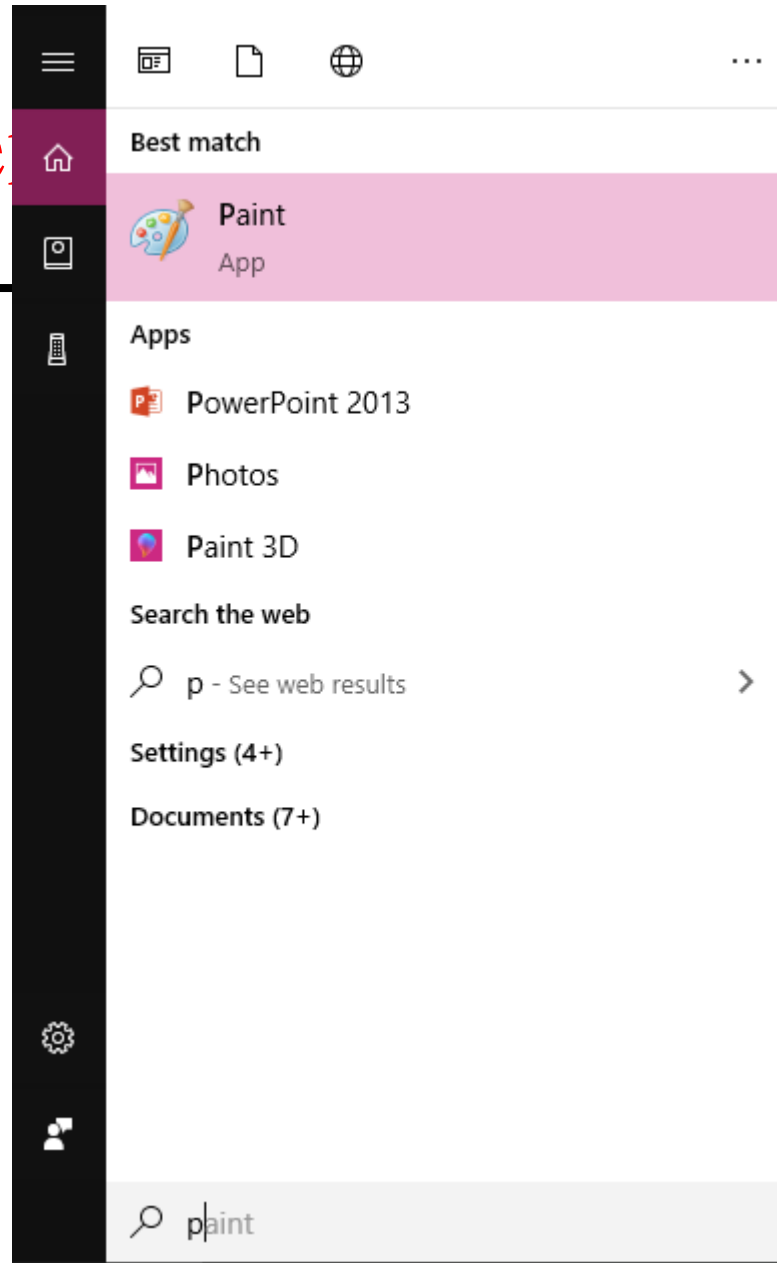 ...
Best match
Paint
App
Apps
PowerPoint 2013
Photos
Paint 3D
Search the web
p - See web results
Settings (4+)
Documents (7+)
paint